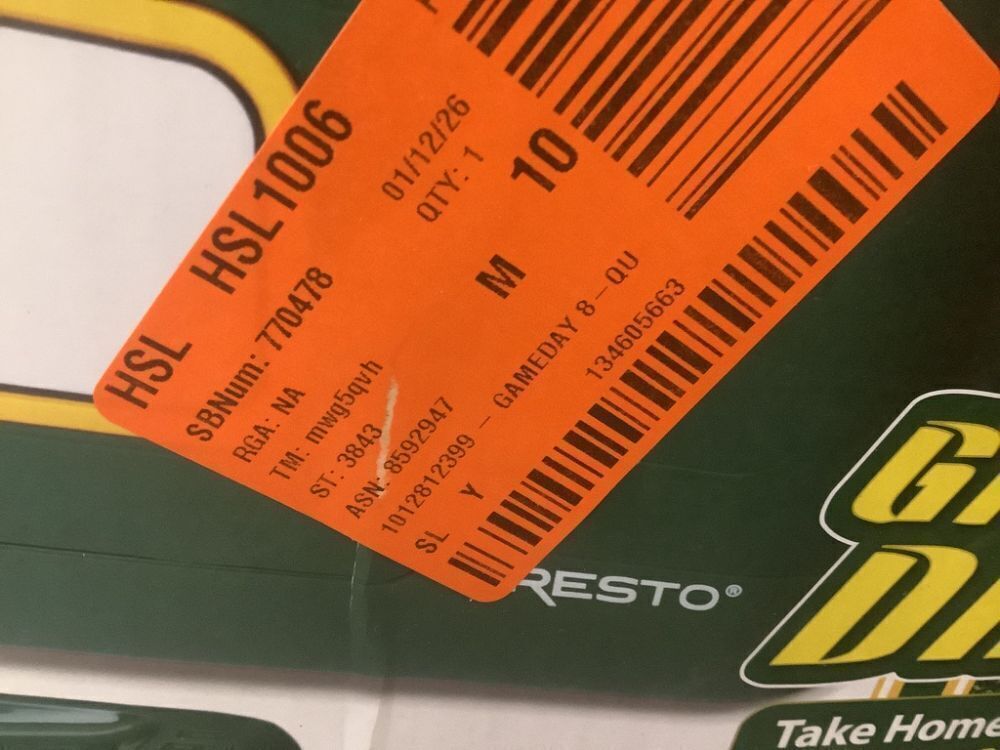 HSL HSL1006
SBNum: 770478 01/12/26
RGA: NA QTY: 1
TM: mwg5qvh
ST: 3843 M 10
ASN: 8592947
1012812399 – GAMEDAY 8 – QU
SL Y 134605663
RESTO®
Take Home